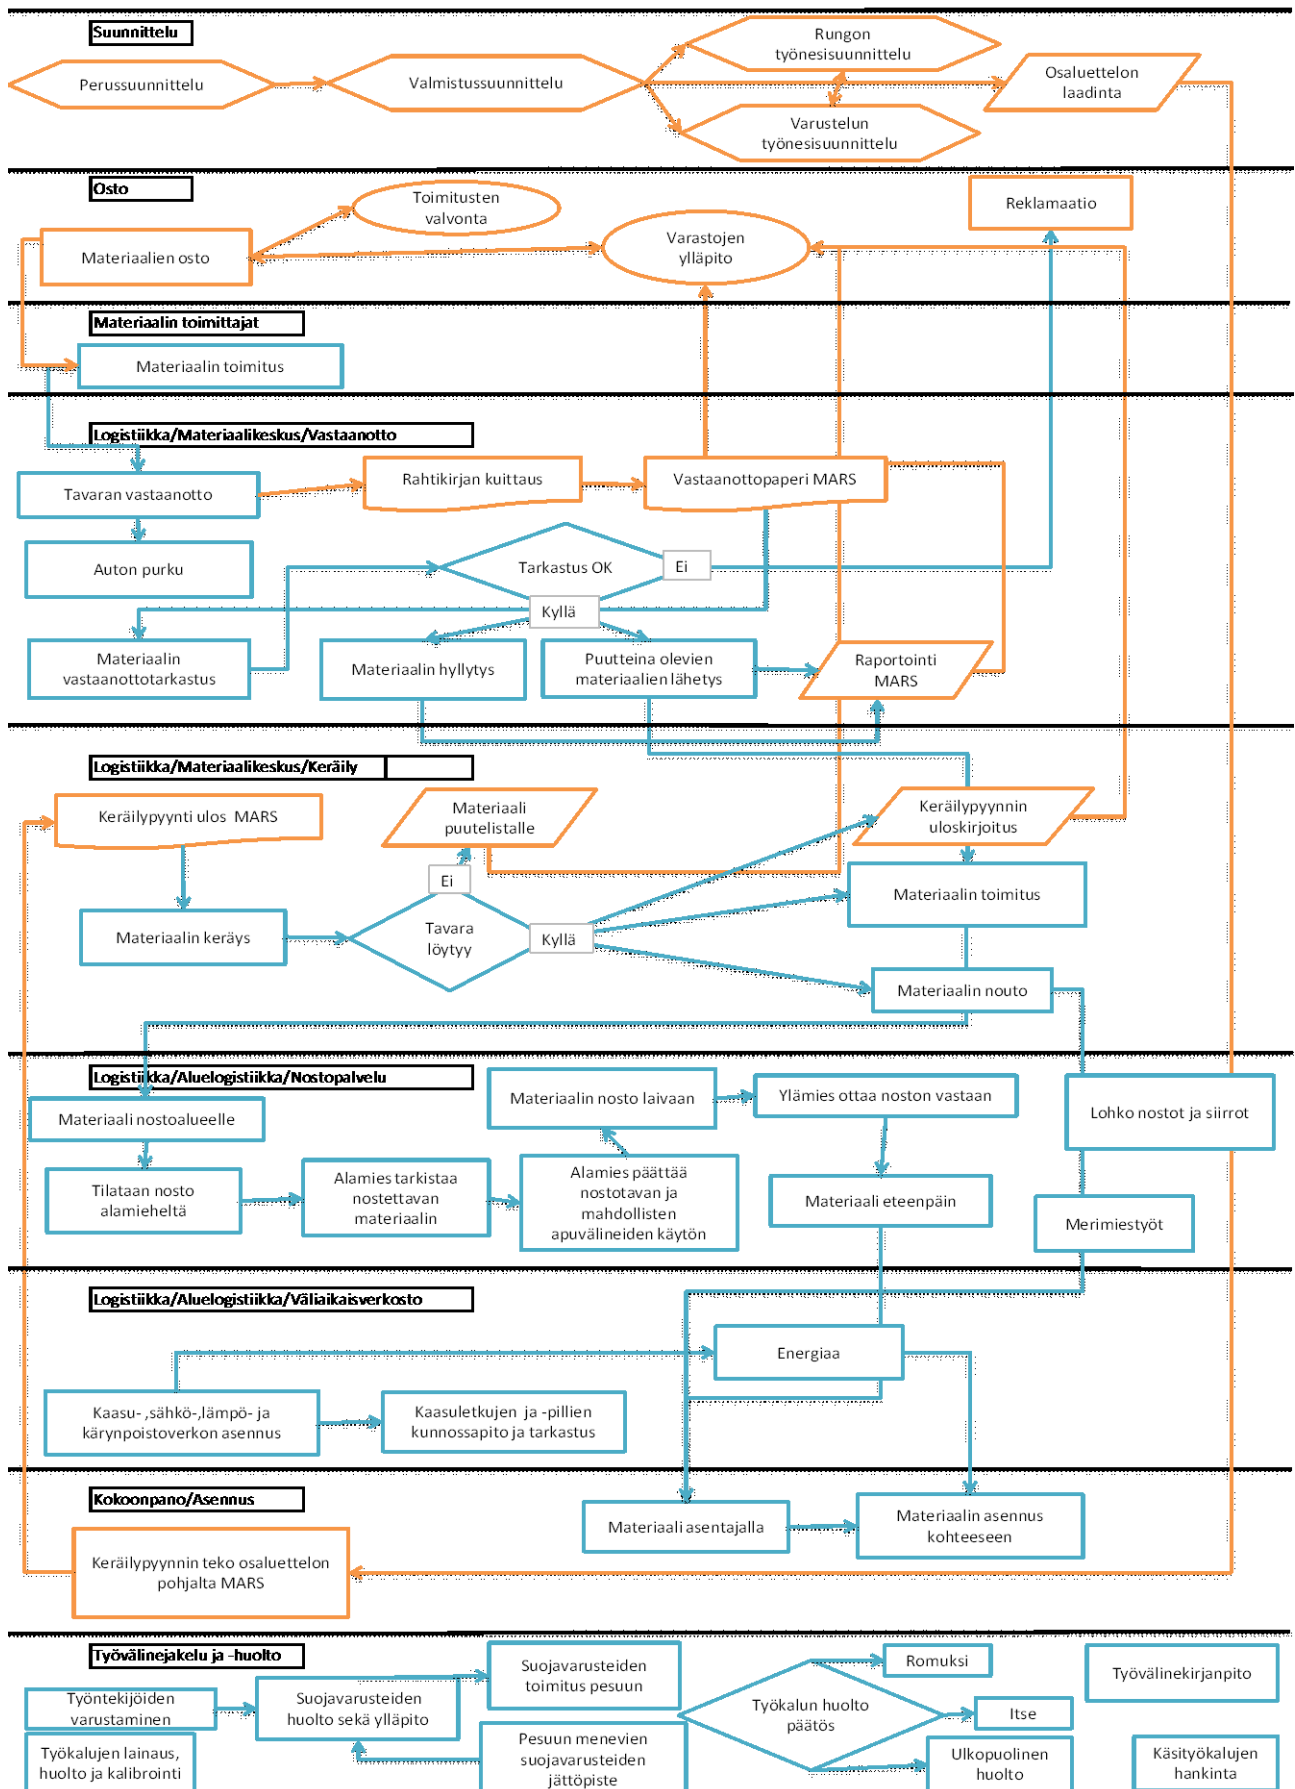 Suunnittelu
Perussuunnittelu
Valmistussuunnittelu
Rungon
työnesisuunnittelu
Varustelun
työnesisuunnittelu
Osaluettelon
laadinta
Osto
Materiaalien osto
Toimitusten
valvonta
Varastojen
ylläpito
Reklamaatio
Materiaalin toimittajat
Materiaalin toimitus
Logistiikka/Materiaalikeskus/Vastaanotto
Tavaran vastaanotto
Rahtikirjan kuittaus
Vastaanottopaperi MARS
Auton purku
Tarkastus OK
Ei
Kyllä
Materiaalin
vastaanottotarkastus
Materiaalin hyllytys
Puutteina olevien
materiaalien lähetys
Raportointi
MARS
Logistiikka/Materiaalikeskus/Keräily
Keräilypyynti ulos MARS
Materiaali
puutelistalle
Keräilypyynnin
uloskirjoitus
Ei
Materiaalin keräys
Tavara
löytyy
Kyllä
Materiaalin toimitus
Materiaalin nouto
Logistiikka/Aluelogistiikka/Nostopalvelu
Materiaali nostoalueelle
Materiaalin nosto laivaan
Ylämies ottaa noston vastaan
Lohko nostot ja siirrot
Tilataan nosto
alamieheltä
Alamies tarkistaa
nostettavan
materiaalin
Alamies päättää
nostotavan ja
mahdollisten
apuvälineiden käytön
Materiaali eteenpäin
Merimiestyöt
Logistiikka/Aluelogistiikka/Väliaikaisverkosto
Energiaa
Kaasu- ,sähkö-,lämpö- ja
kärynpoistoverkon asennus
Kaasuletkujen ja -pillien
kunnossapito ja tarkastus
Kokoonpano/Asennus
Materiaali asentajalla
Materiaalin asennus
kohteeseen
Keräilypyynnin teko osaluettelon
pohjalta MARS
Työvälinejakelu ja -huolto
Työntekijöiden
varustaminen
Suojavarusteiden
huolto sekä ylläpito
Suojavarusteiden
toimitus pesuun
Työkalun huolto
päätös
Romuksi
Itse
Työvälinekirjanpito
Työkalujen lainaus,
huolto ja kalibrointi
Pesuun menevien
suojavarusteiden
jättöpiste
Ulkopuolinen
huolto
Käsityökalujen
hankinta